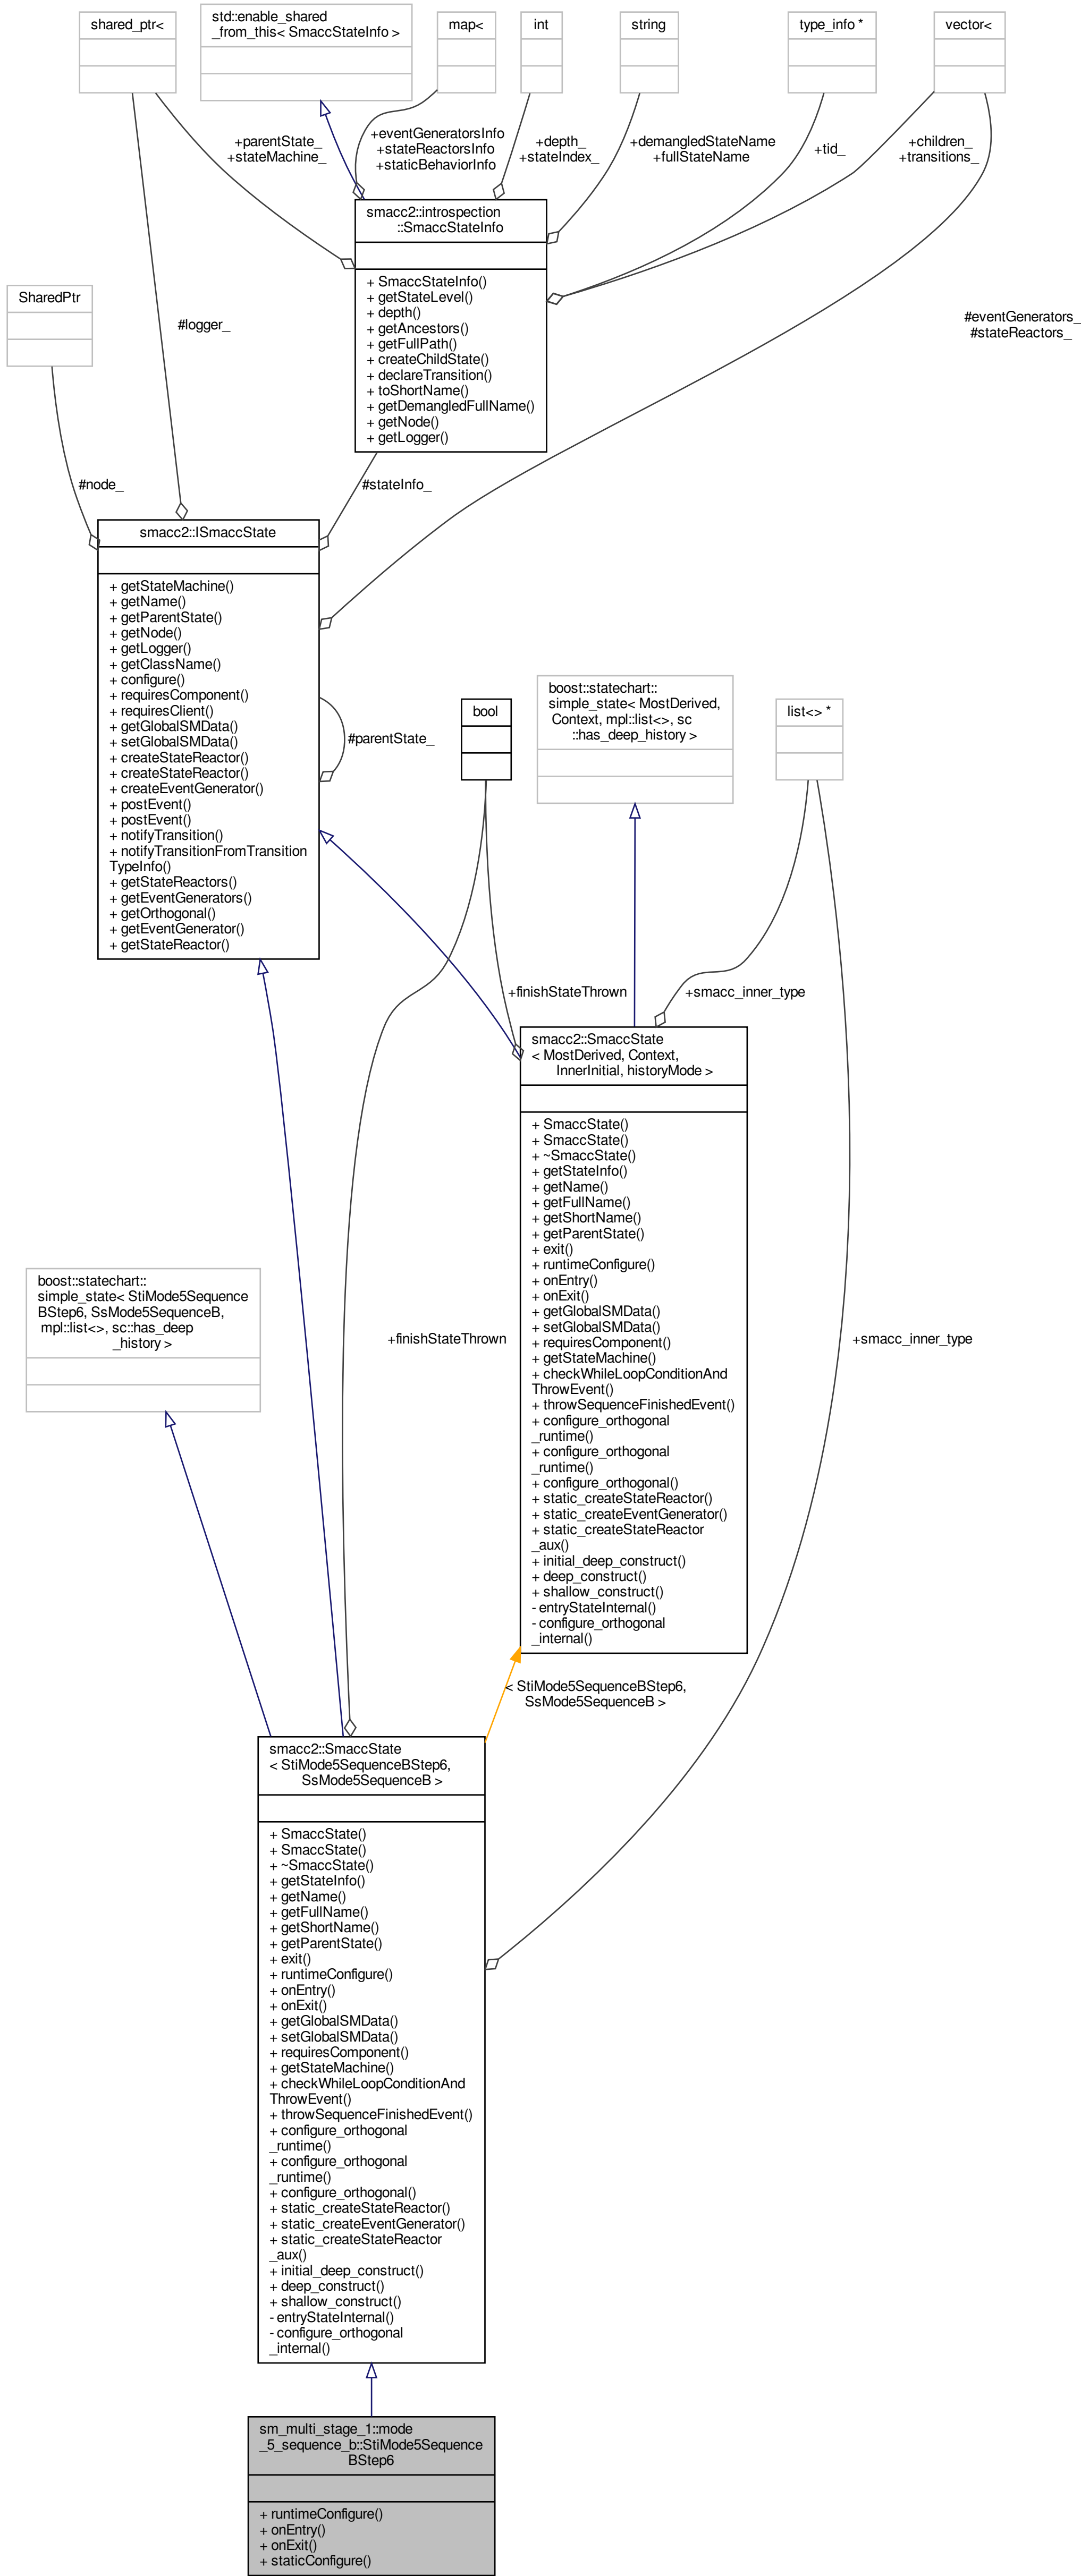 shared_ptr<
std::enable_shared
_from_this< SmaccStateInfo >
map<
int
string
type_info *
vector<
+parentState_
+stateMachine_
+eventGeneratorsInfo
+stateReactorsInfo
+staticBehaviorInfo
+depth_
+stateIndex_
+demangledStateName
+fullStateName
+tid_
+children_
+transitions_
smacc2::introspection
::SmaccStateInfo
+ SmaccStateInfo()
+ getStateLevel()
+ depth()
+ getAncestors()
+ getFullPath()
+ createChildState()
+ declareTransition()
+ toShortName()
+ getDemangledFullName()
+ getNode()
+ getLogger()
SharedPtr
#logger_
#eventGenerators_
#stateReactors_
#node_
#stateInfo_
smacc2::ISmaccState
+ getStateMachine()
+ getName()
+ getParentState()
+ getNode()
+ getLogger()
+ getClassName()
+ configure()
+ requiresComponent()
+ requiresClient()
+ getGlobalSMData()
+ setGlobalSMData()
+ createStateReactor()
+ createStateReactor()
+ createEventGenerator()
+ postEvent()
+ postEvent()
+ notifyTransition()
+ notifyTransitionFromTransition
TypeInfo()
+ getStateReactors()
+ getEventGenerators()
+ getOrthogonal()
+ getEventGenerator()
+ getStateReactor()
#parentState_
bool
boost::statechart::
simple_state< MostDerived,
Context, mpl::list<>, sc
::has_deep_history >
list<> *
+finishStateThrown
+smacc_inner_type
smacc2::SmaccState
< MostDerived, Context,
InnerInitial, historyMode >
+ SmaccState()
+ SmaccState()
+ ~SmaccState()
+ getStateInfo()
+ getName()
+ getFullName()
+ getShortName()
+ getParentState()
+ exit()
+ runtimeConfigure()
+ onEntry()
+ onExit()
+ getGlobalSMData()
+ setGlobalSMData()
+ requiresComponent()
+ getStateMachine()
+ checkWhileLoopConditionAnd
ThrowEvent()
+ throwSequenceFinishedEvent()
+ configure_orthogonal
_runtime()
+ configure_orthogonal
_runtime()
+ configure_orthogonal()
+ static_createStateReactor()
+ static_createEventGenerator()
+ static_createStateReactor
_aux()
+ initial_deep_construct()
+ deep_construct()
+ shallow_construct()
- entryStateInternal()
- configure_orthogonal
_internal()
boost::statechart::
simple_state< StiMode5Sequence
BStep6, SsMode5SequenceB,
mpl::list<>, sc::has_deep
_history >
+finishStateThrown
+smacc_inner_type
< StiMode5SequenceBStep6,
SsMode5SequenceB >
smacc2::SmaccState
< StiMode5SequenceBStep6,
SsMode5SequenceB >
+ SmaccState()
+ SmaccState()
+ ~SmaccState()
+ getStateInfo()
+ getName()
+ getFullName()
+ getShortName()
+ getParentState()
+ exit()
+ runtimeConfigure()
+ onEntry()
+ onExit()
+ getGlobalSMData()
+ setGlobalSMData()
+ requiresComponent()
+ getStateMachine()
+ checkWhileLoopConditionAnd
ThrowEvent()
+ throwSequenceFinishedEvent()
+ configure_orthogonal
_runtime()
+ configure_orthogonal
_runtime()
+ configure_orthogonal()
+ static_createStateReactor()
+ static_createEventGenerator()
+ static_createStateReactor
_aux()
+ initial_deep_construct()
+ deep_construct()
+ shallow_construct()
- entryStateInternal()
- configure_orthogonal
_internal()
sm_multi_stage_1::mode
_5_sequence_b::StiMode5Sequence
BStep6
+ runtimeConfigure()
+ onEntry()
+ onExit()
+ staticConfigure()